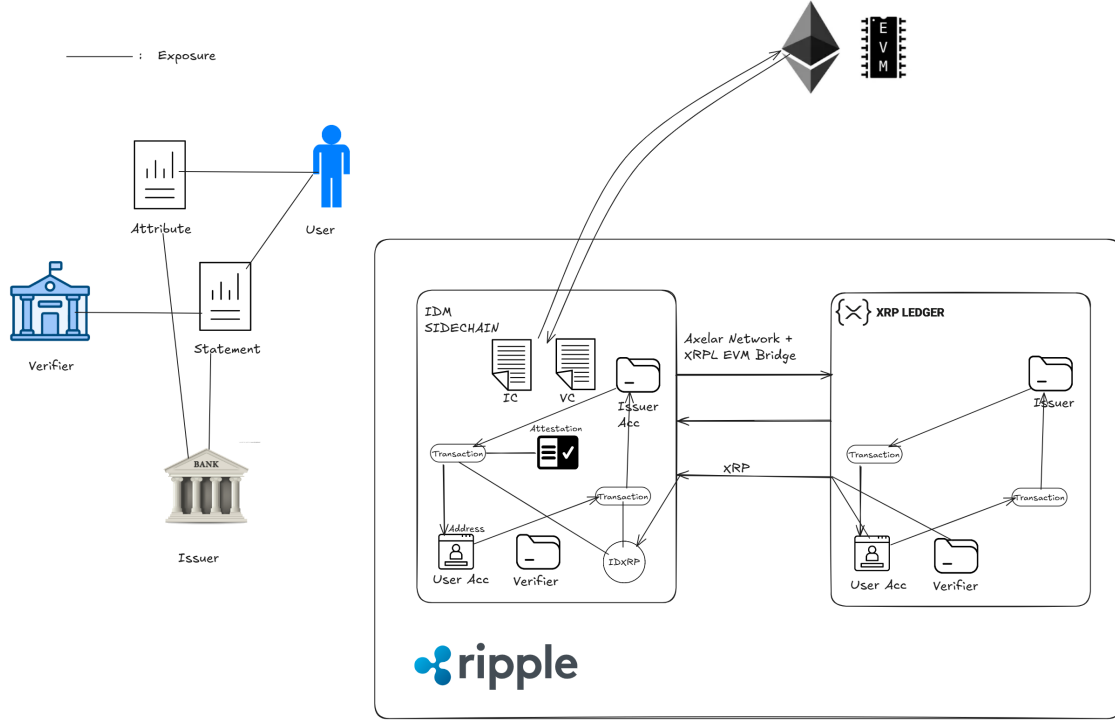 : Exposure
E
V
M
Attribute
User
Verifier
Statement
BANK
Issuer
IDM
SIDECHAIN
IC
VC
Issuer
Acc
Attestation
Transaction
Transaction
Address
User Acc
Verifier
IDXRP
Axelar Network +
XRPL EVM Bridge
XRP
XRP LEDGER
Issuer
Transaction
Transaction
User Acc
Verifier
ripple